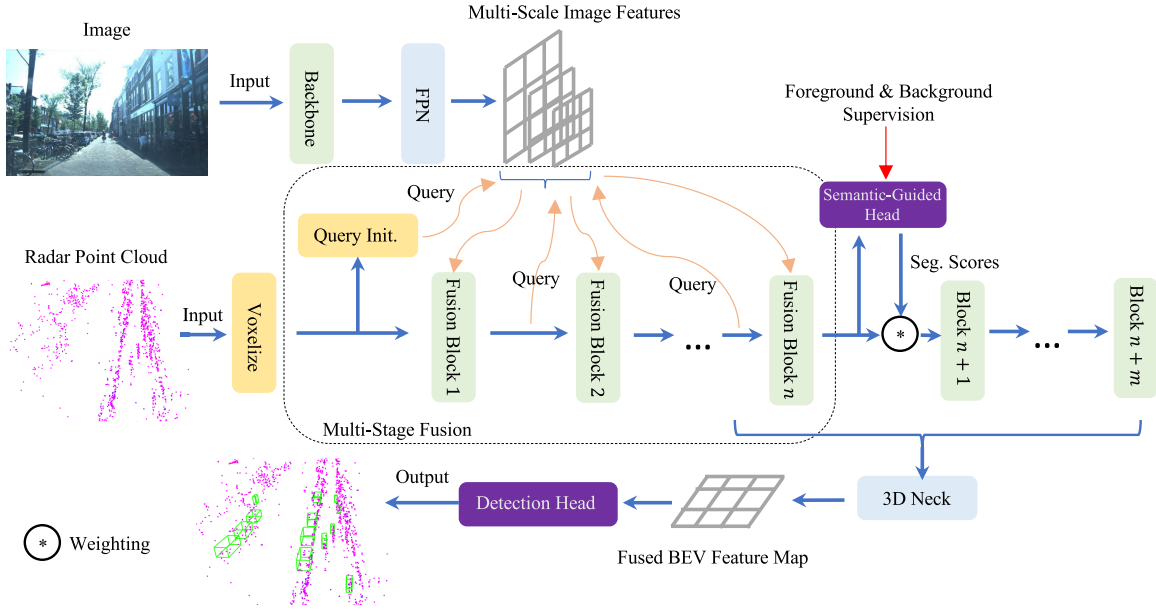 Multi-Scale Image Features
Image
Input
Backbone
FPN
Foreground & Background
Supervision
Query
Semantic-Guided
Head
Query Init.
Radar Point Cloud
Input
Voxelize
Fusion Block 1
Query
Fusion Block 2
Query
...
Fusion Block n
Seg. Scores
*
Block n + 1
...
Block n + m
Multi-Stage Fusion
Output
Detection Head
3D Neck
* Weighting
Fused BEV Feature Map